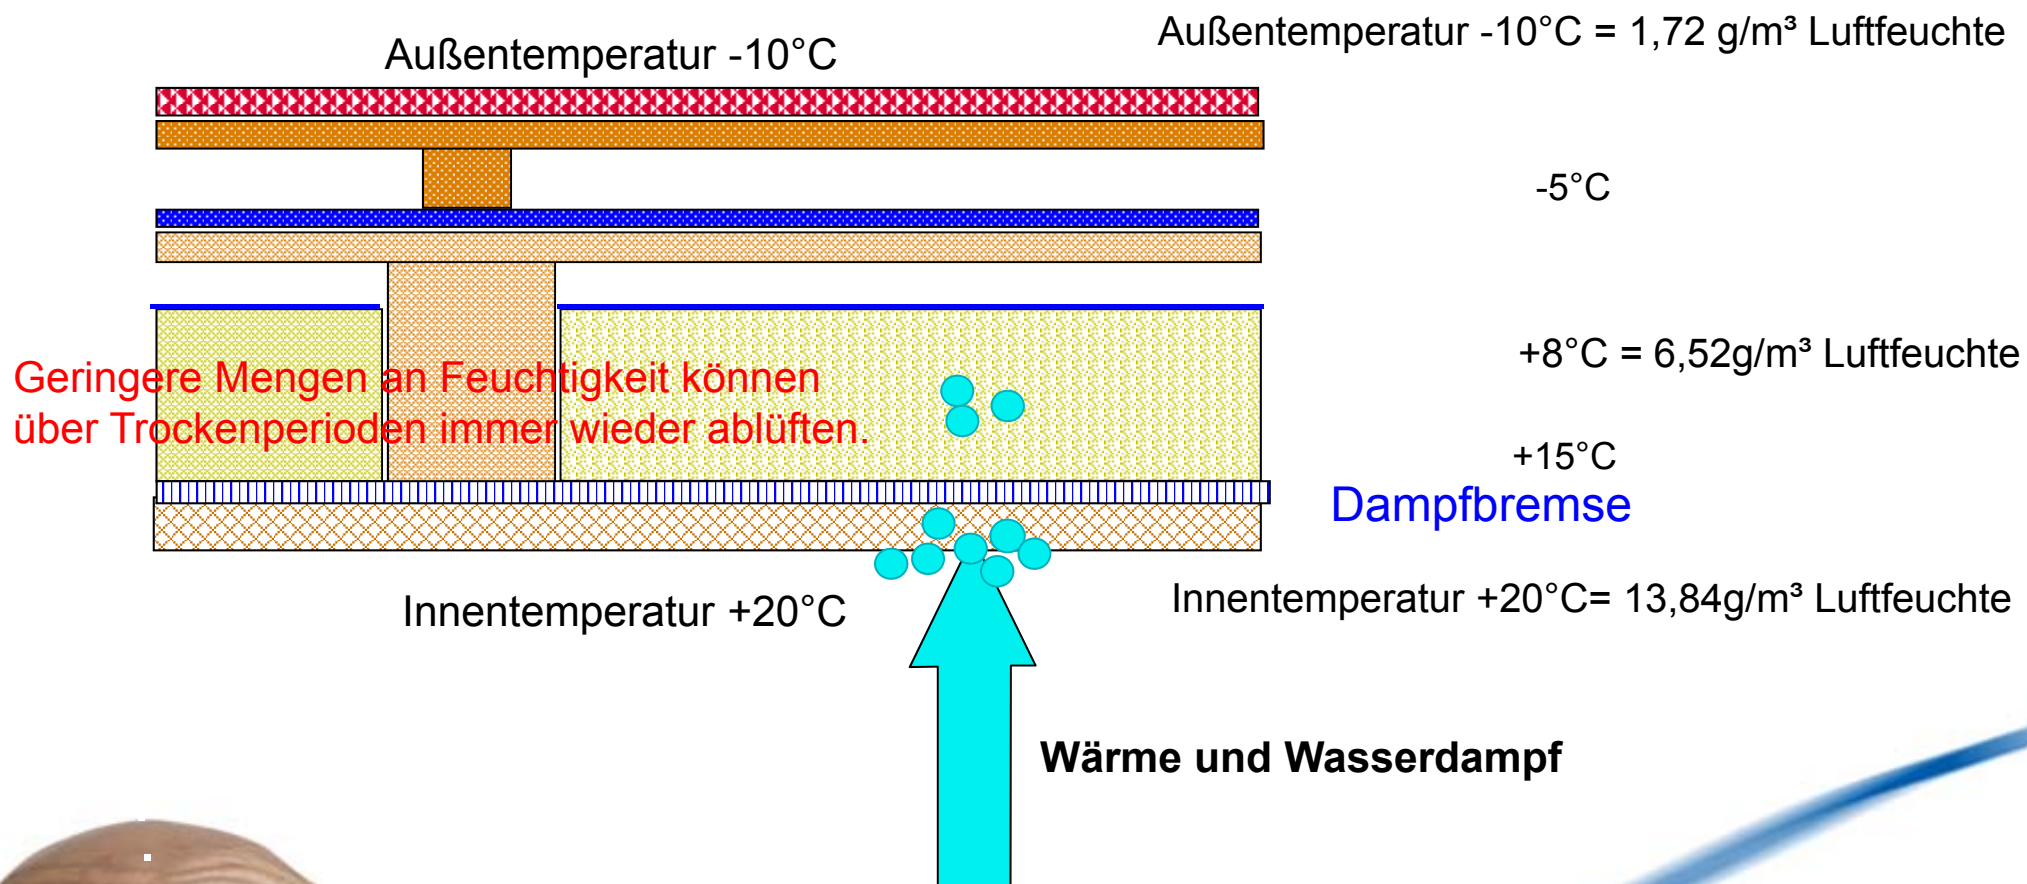 Außentemperatur -10°C = 1,72 g/m³ Luftfeuchte
Außentemperatur -10°C
-5°C
+8°C = 6,52g/m³ Luftfeuchte
Geringere Mengen an Feuchtigkeit können
über Trockenperioden immer wieder ablüften.
+15°C
Dampfbremse
Innentemperatur +20°C= 13,84g/m³ Luftfeuchte
Innentemperatur +20°C
Wärme und Wasserdampf